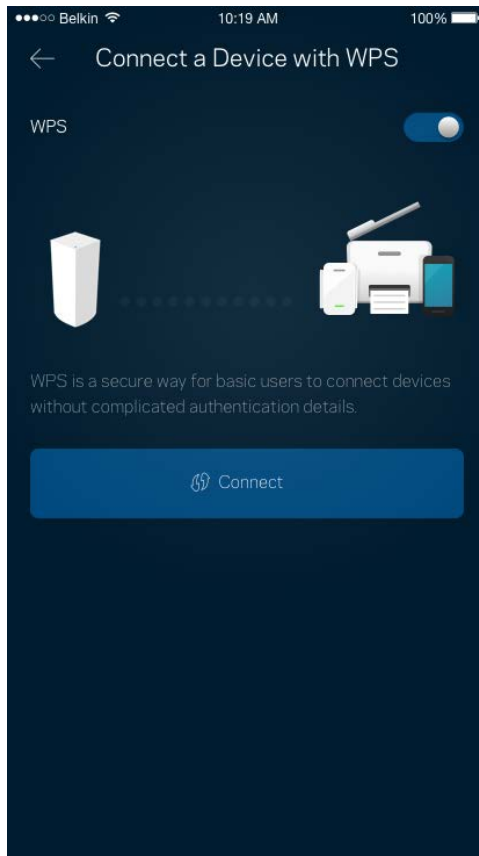 ●●●○○ Belkin 10:19 AM 100%
Connect a Device with WPS
WPS
WPS is a secure way for basic users to connect devices
without complicated authentication details.
Connect